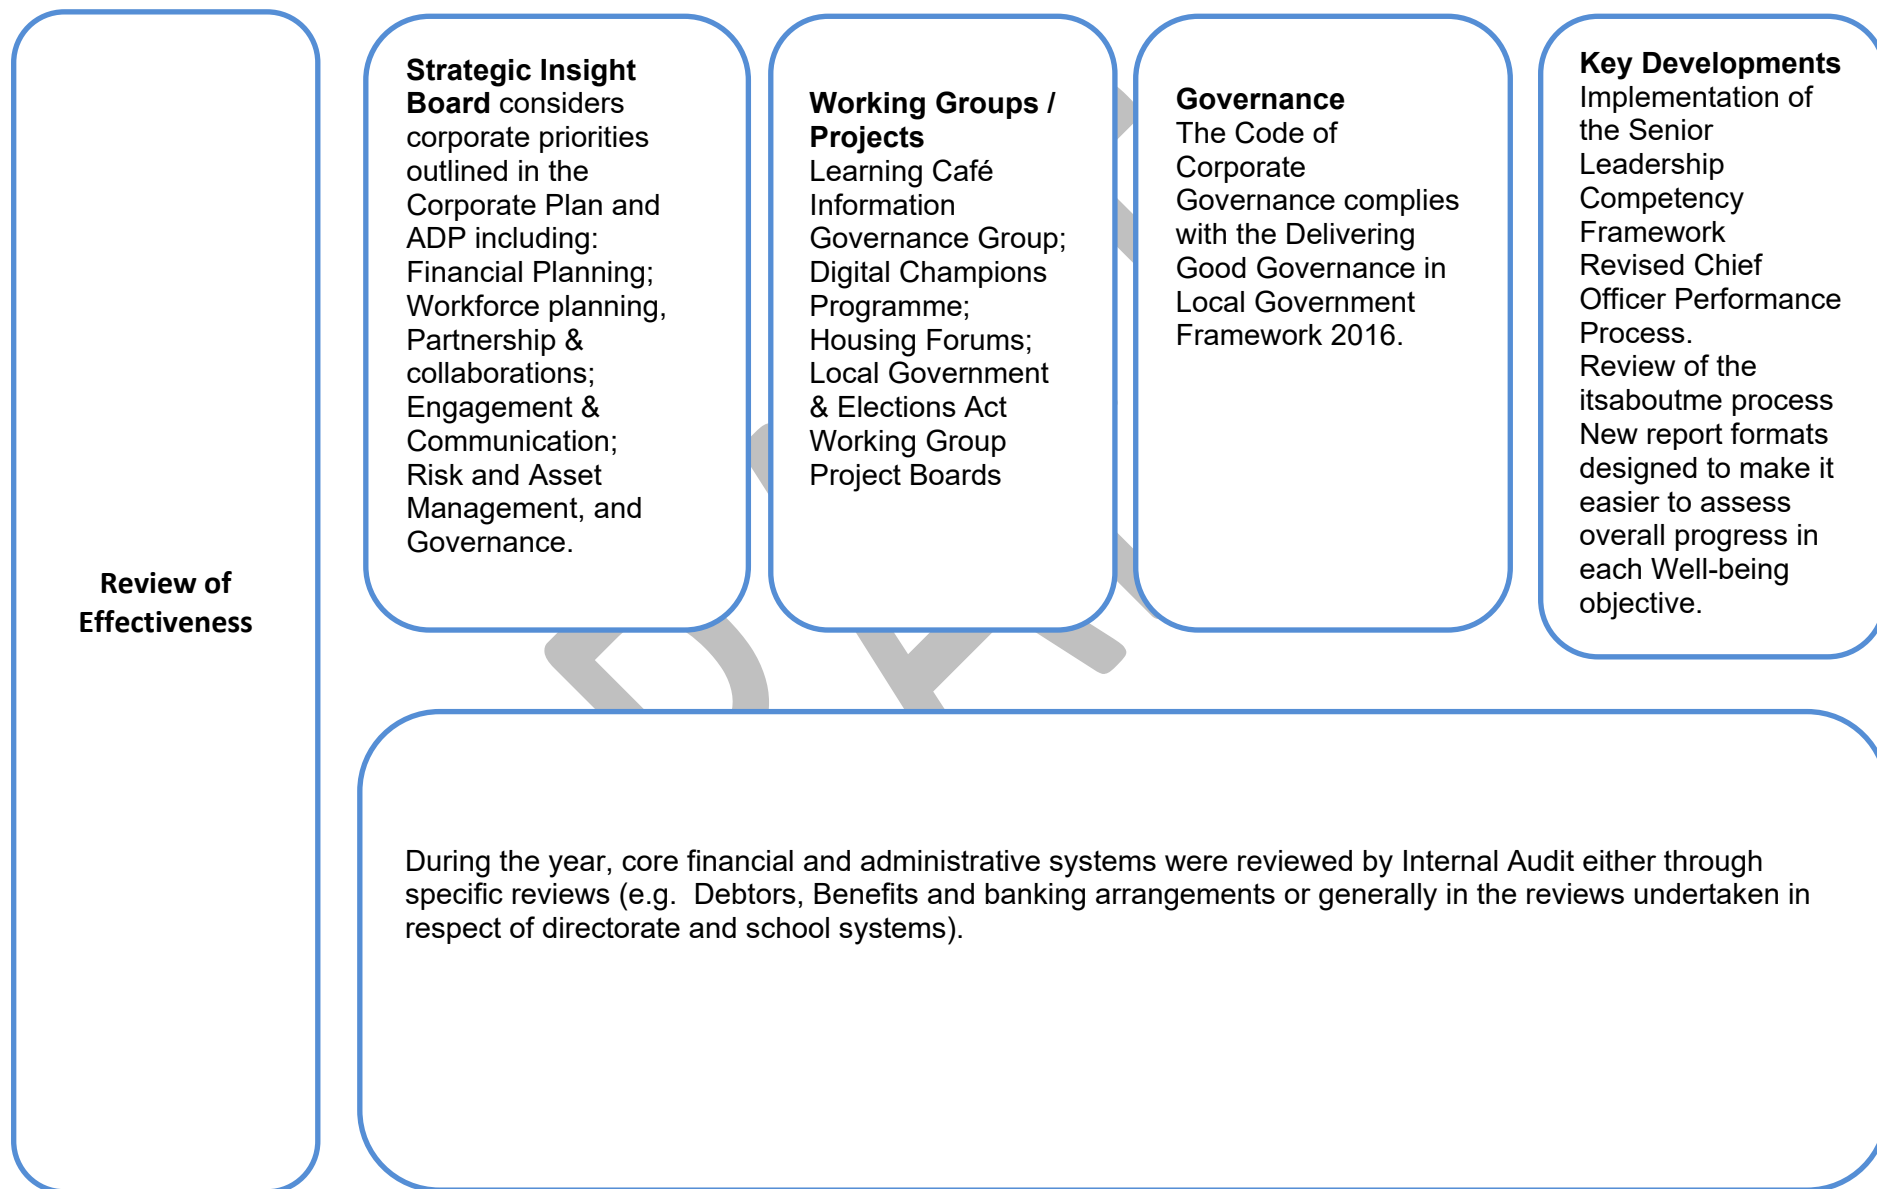 Review of
Effectiveness
Strategic Insight
Board considers
corporate priorities
outlined in the
Corporate Plan and
ADP including:
Financial Planning;
Workforce planning,
Partnership &
collaborations;
Engagement &
Communication;
Risk and Asset
Management, and
Governance.
Working Groups /
Projects
Learning Café
Information
Governance Group;
Digital Champions
Programme;
Housing Forums;
Local Government
& Elections Act
Working Group
Project Boards
Governance
The Code of
Corporate
Governance complies
with the Delivering
Good Governance in
Local Government
Framework 2016.
Key Developments
Implementation of
the Senior
Leadership
Competency
Framework
Revised Chief
Officer Performance
Process.
Review of the
itsaboutme process
New report formats
designed to make it
easier to assess
overall progress in
each Well-being
objective.
During the year, core financial and administrative systems were reviewed by Internal Audit either through
specific reviews (e.g.  Debtors, Benefits and banking arrangements or generally in the reviews undertaken in
respect of directorate and school systems).